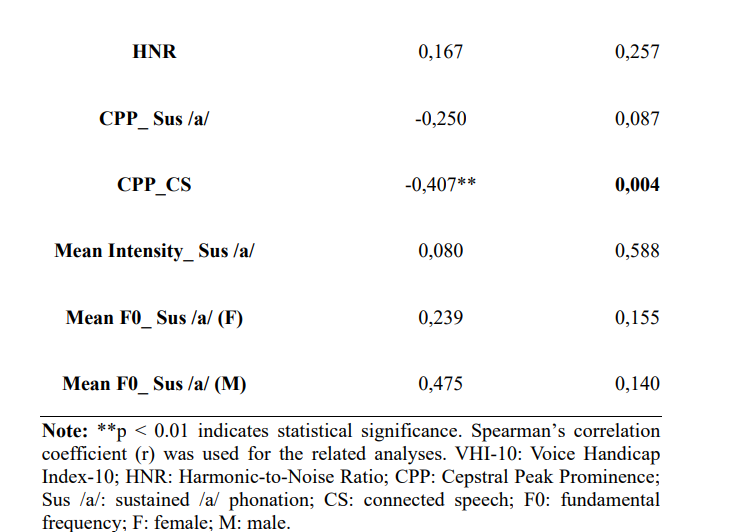 HNR 0,167 0,257
CPP_ Sus /a/ -0,250 0,087
CPP_CS -0,407** 0,004
Mean Intensity_ Sus /a/ 0,080 0,588
Mean F0_ Sus /a/ (F) 0,239 0,155
Mean F0_ Sus /a/ (M) 0,475 0,140
Note: **p < 0.01 indicates statistical significance. Spearman’s correlation
coefficient (r) was used for the related analyses. VHI-10: Voice Handicap
Index-10; HNR: Harmonic-to-Noise Ratio; CPP: Cepstral Peak Prominence;
Sus /a/: sustained /a/ phonation; CS: connected speech; F0: fundamental
frequency; F: female; M: male.